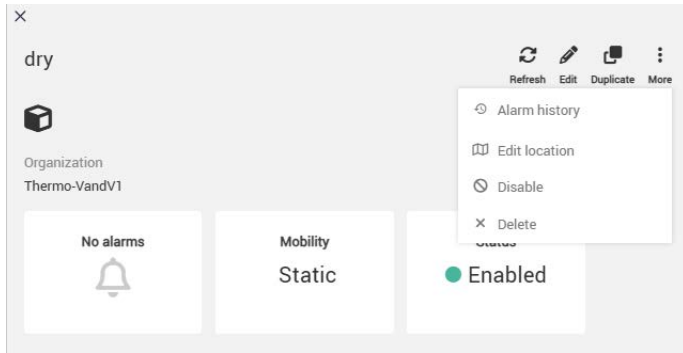 dry
Refresh Edit Duplicate More
Alarm history
Edit location
Disable
Delete
Organization
Thermo-VandV1
No alarms
Mobility
Static
Status
Enabled